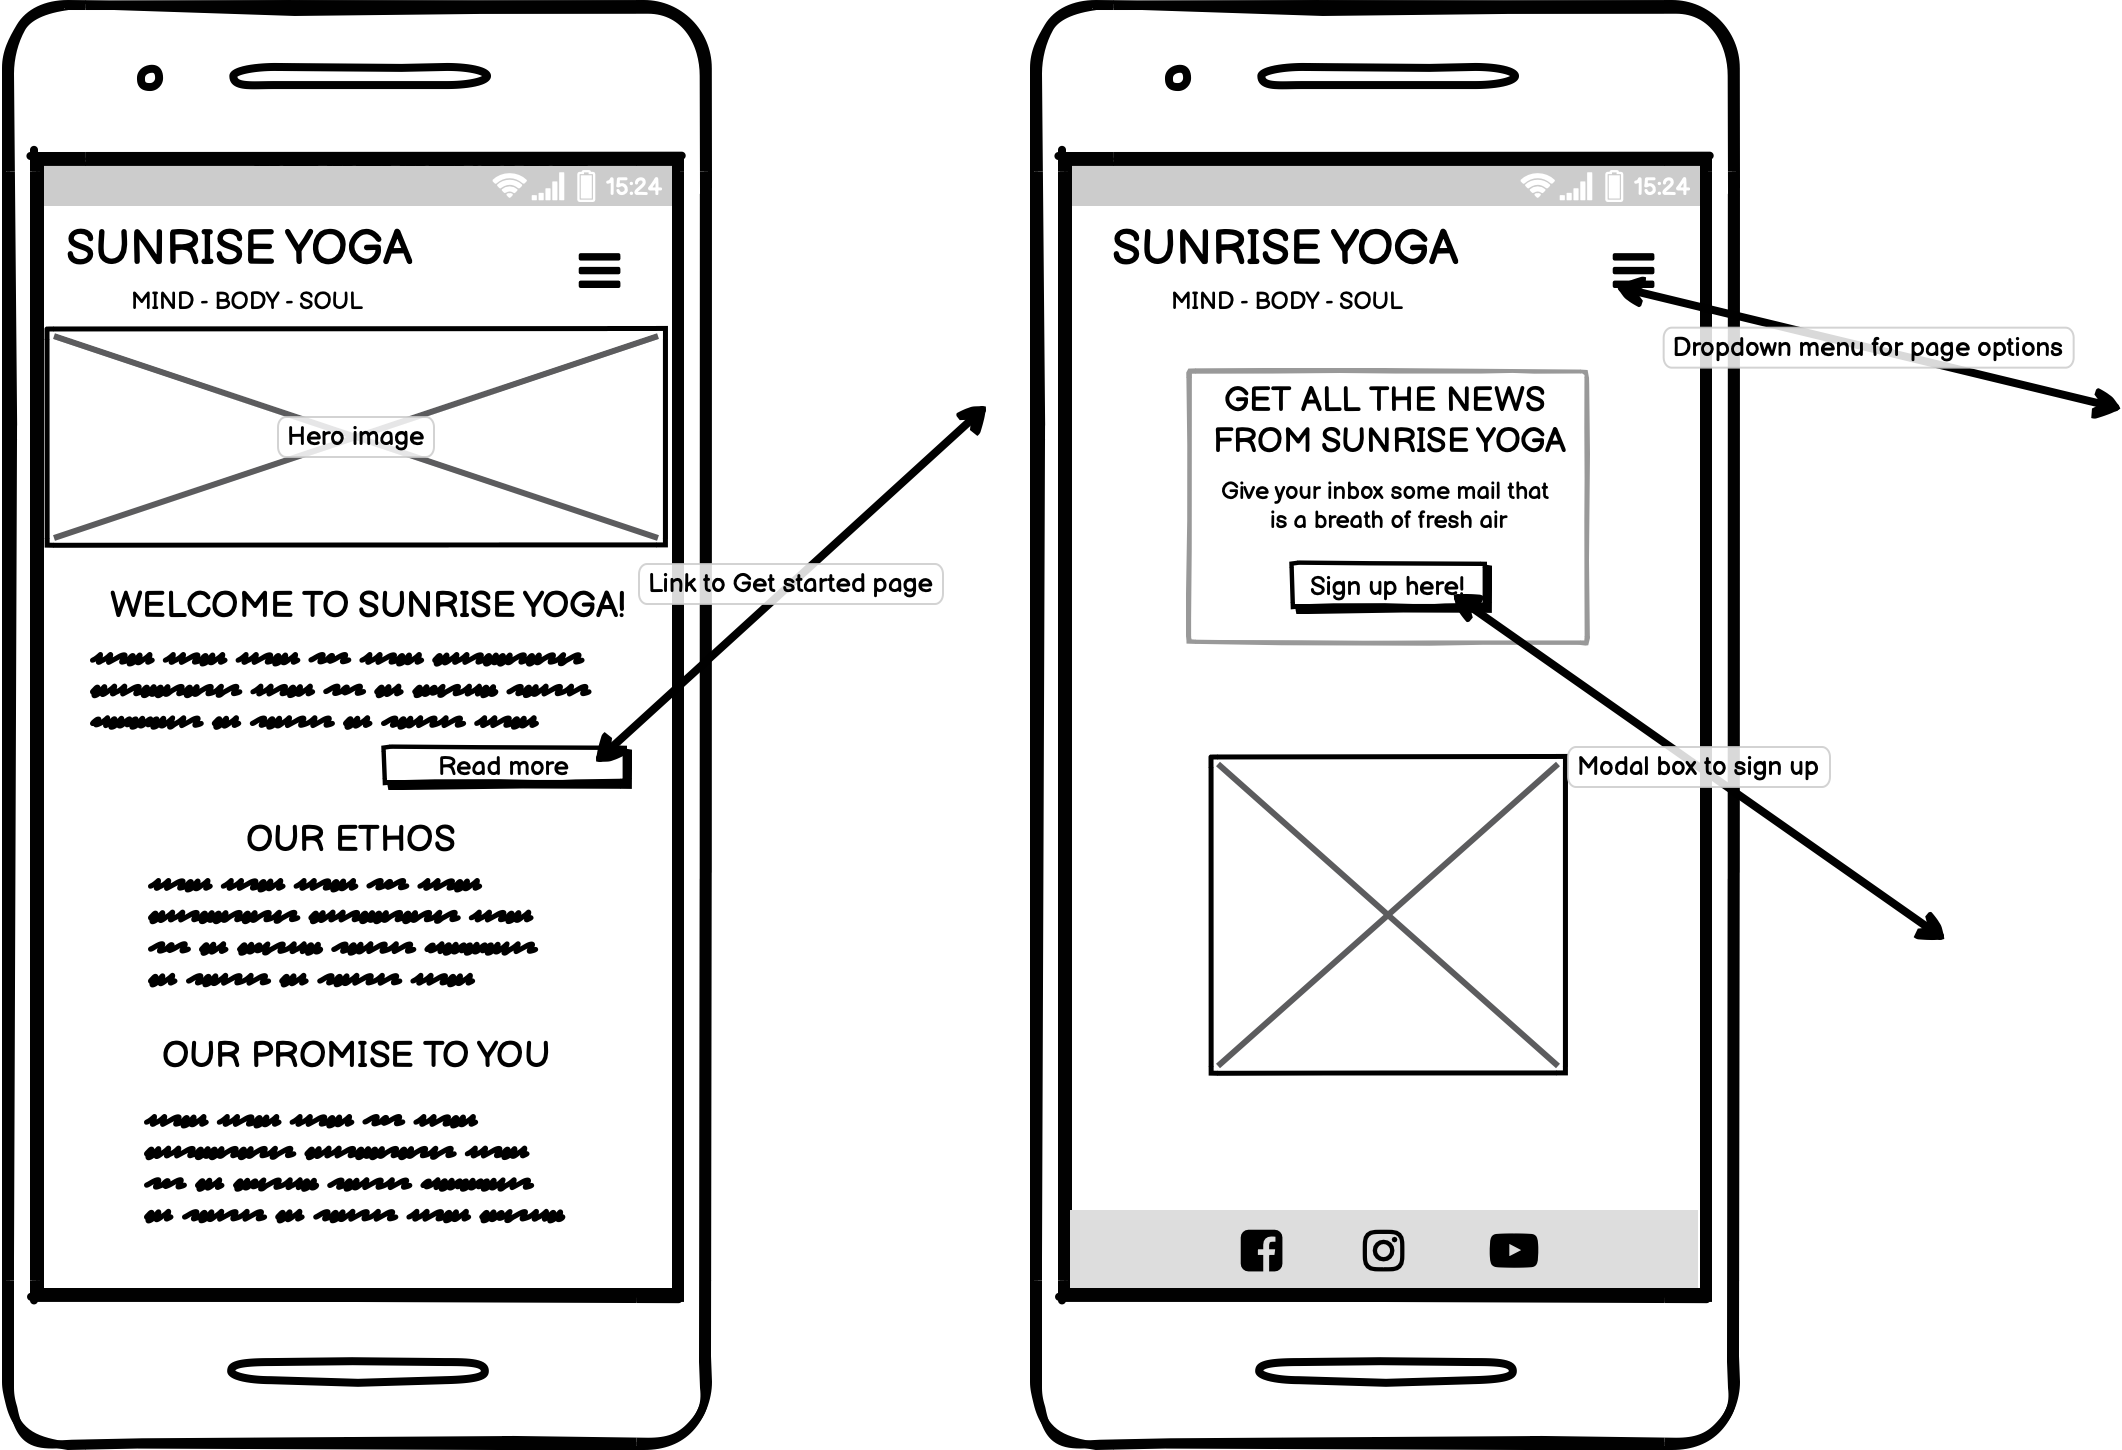 15:24
SUNRISE YOGA
MIND - BODY - SOUL
Hero image
WELCOME TO SUNRISE YOGA!
Link to Get started page
Read more
OUR ETHOS
OUR PROMISE TO YOU
15:24
SUNRISE YOGA
MIND - BODY - SOUL
Dropdown menu for page options
GET ALL THE NEWS
FROM SUNRISE YOGA
Give your inbox some mail that
is a breath of fresh air
Sign up here!
Modal box to sign up